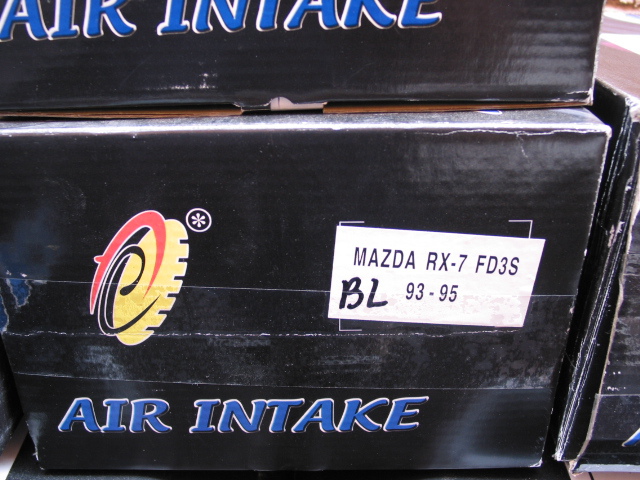 AIR INTAKE
MAZDA RX-7 FD3S
BL 93-95
AIR INTAKE